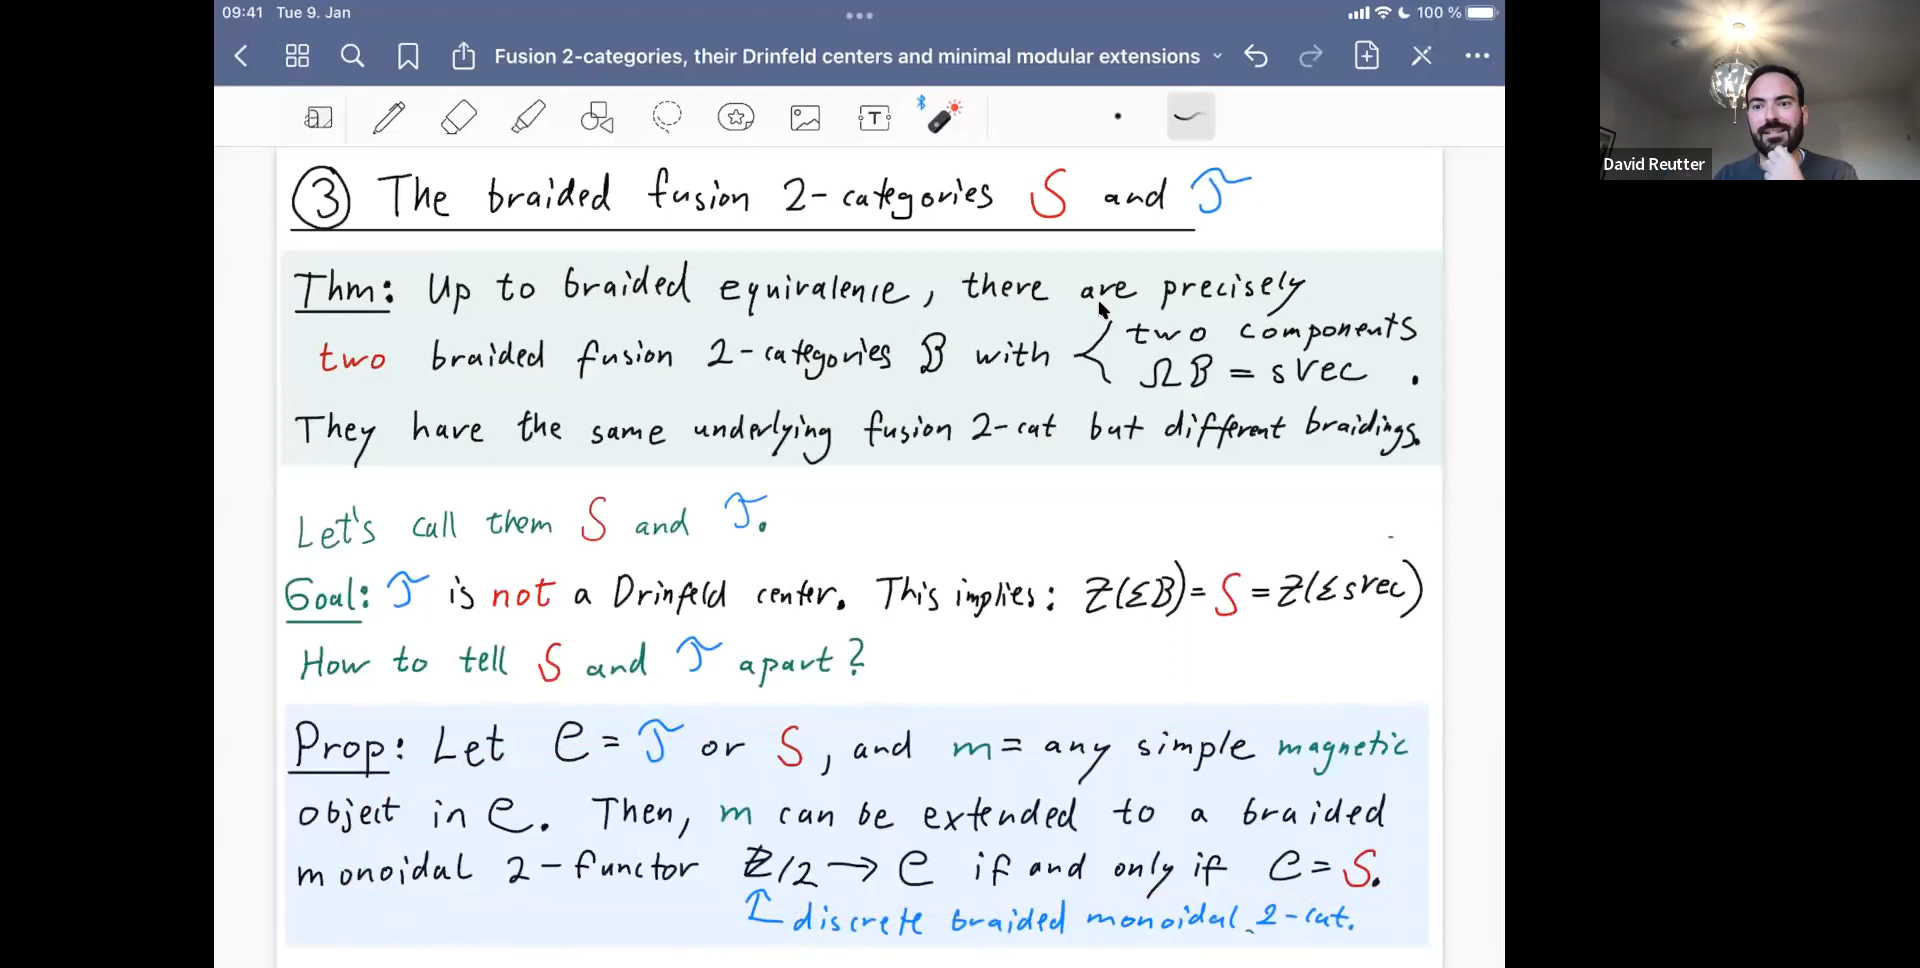 09:41 Tue 9. Jan
100 %
Fusion 2-categories, their Drinfeld centers and minimal modular extensions
T
David Reutter
③ The braided fusion 2-categories S and 𝒯
Thm: Up to braided equivalence, there are precisely
two braided fusion 2-categories ℬ with { two components
Ωℬ = sVec .
They have the same underlying fusion 2-cat but different braidings.
Let's call them S and 𝒯.
Goal: 𝒯 is not a Drinfeld center. This implies: Z(ΣB) = S = Z(Σ sVec)
How to tell S and 𝒯 apart?
Prop: Let 𝒞 = 𝒯 or S, and m = any simple magnetic
object in 𝒞. Then, m can be extended to a braided
monoidal 2-functor Z/2 → 𝒞 if and only if 𝒞 = S.
↑ discrete braided monoidal 2-cat.